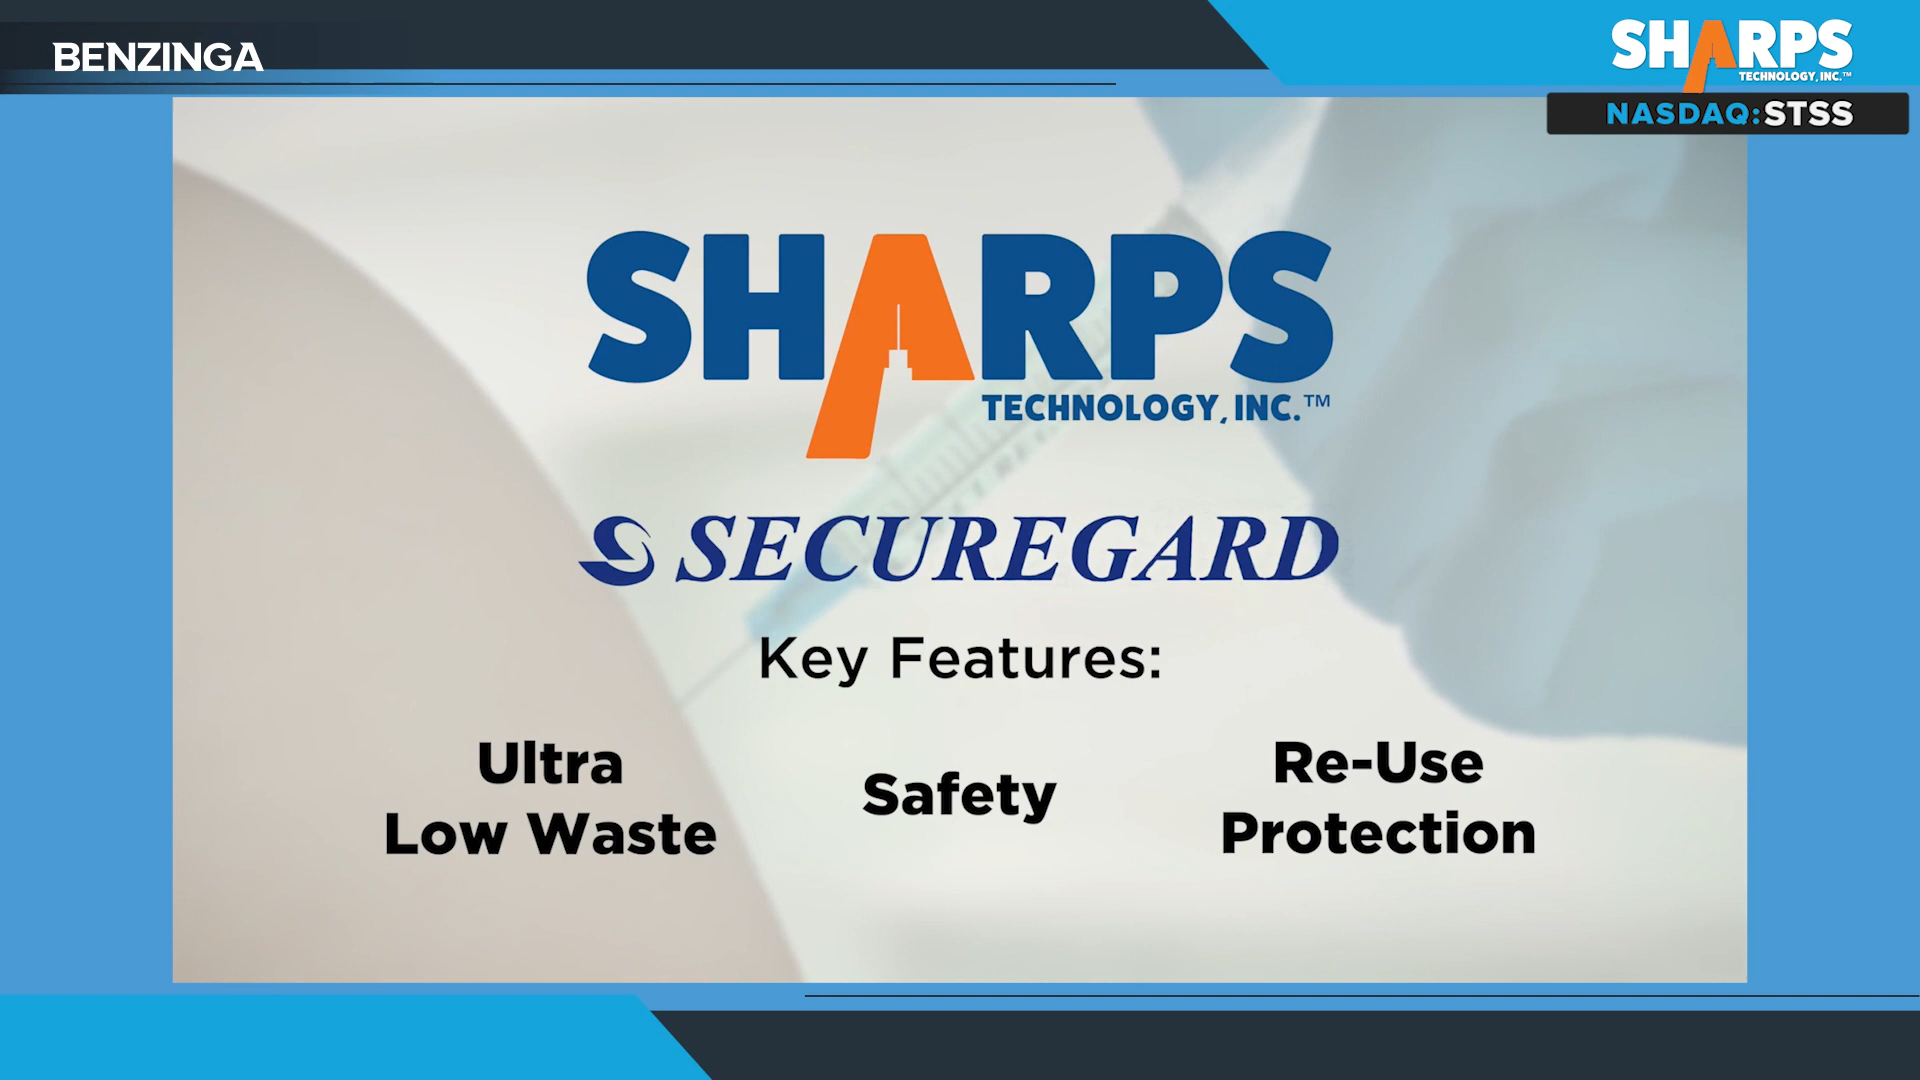 BENZINGA
SHARPS
TECHNOLOGY, INC.™
NASDAQ:STSS
SHARPS
TECHNOLOGY, INC.™
SECUREGARD
Key Features:
Ultra
Low Waste
Safety
Re-Use
Protection